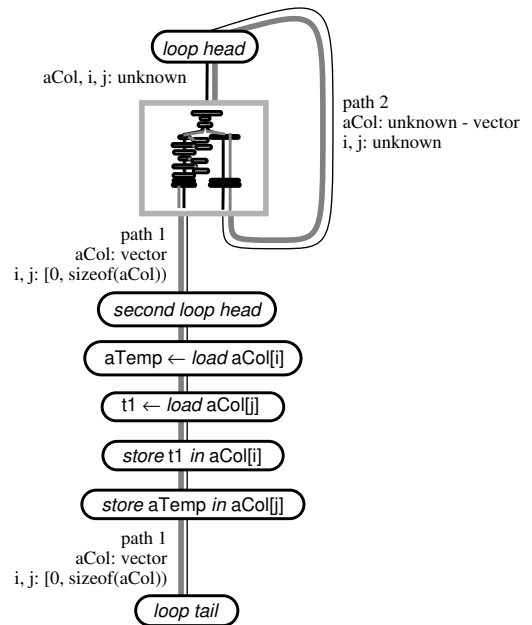 loop head
aCol, i, j: unknown
path 2
aCol: unknown - vector
i, j: unknown
path 1
aCol: vector
i, j: [0, sizeof(aCol))
second loop head
aTemp ← load aCol[i]
t1 ← load aCol[j]
store t1 in aCol[i]
store aTemp in aCol[j]
path 1
aCol: vector
i, j: [0, sizeof(aCol))
loop tail